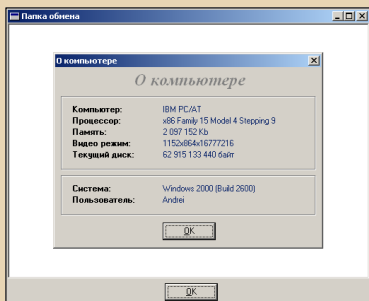 Папка обмена
О компьютере
О компьютере
Компьютер: IBM PC/AT
Процессор: x86 Family 15 Model 4 Stepping 9
Память: 2 097 152 Kb
Видео режим: 1152x864x16777216
Текущий диск: 62 915 133 440 байт
Система: Windows 2000 (Build 2600)
Пользователь: Andrei
OK
OK